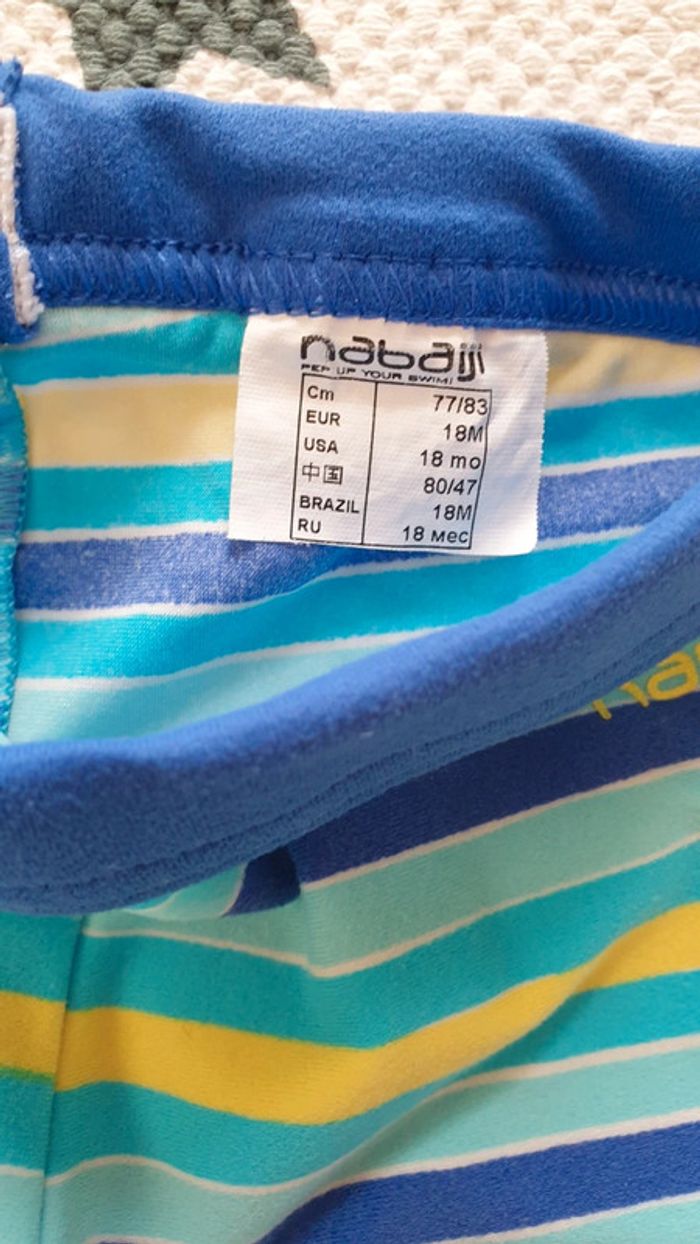 nabaiji
PEP UP YOUR SWIM!
Cm 77/83
EUR 18M
USA 18 mo
中国 80/47
BRAZIL 18M
RU 18 мес
na